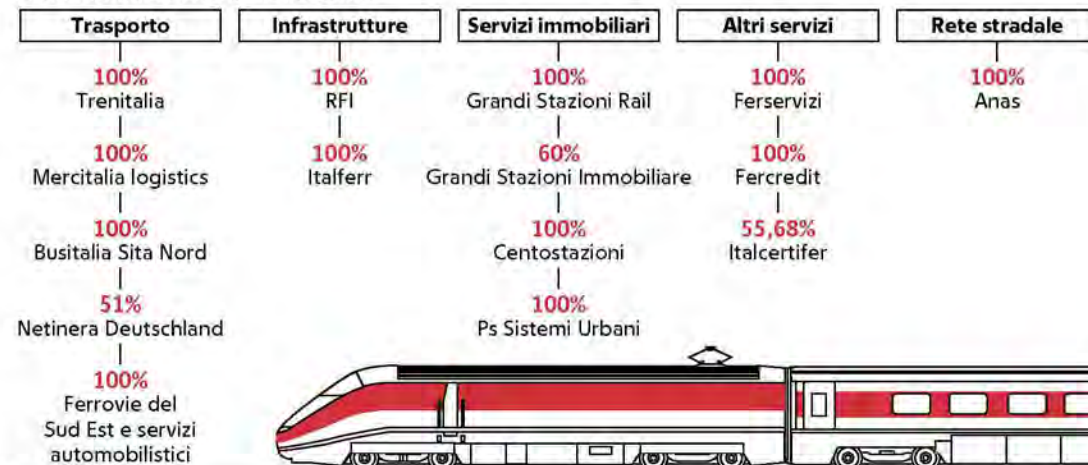 Trasporto
100%
Trenitalia
100%
Mercitalia logistics
100%
Busitalia Sita Nord
51%
Netinera Deutschland
100%
Ferrovie del
Sud Est e servizi
automobilistici
Infrastrutture
100%
RFI
100%
Italferr
Servizi immobiliari
100%
Grandi Stazioni Rail
60%
Grandi Stazioni Immobiliare
100%
Centostazioni
100%
Ps Sistemi Urbani
Altri servizi
100%
Ferservizi
100%
Fercredit
55,68%
Italcertifer
Rete stradale
100%
Anas